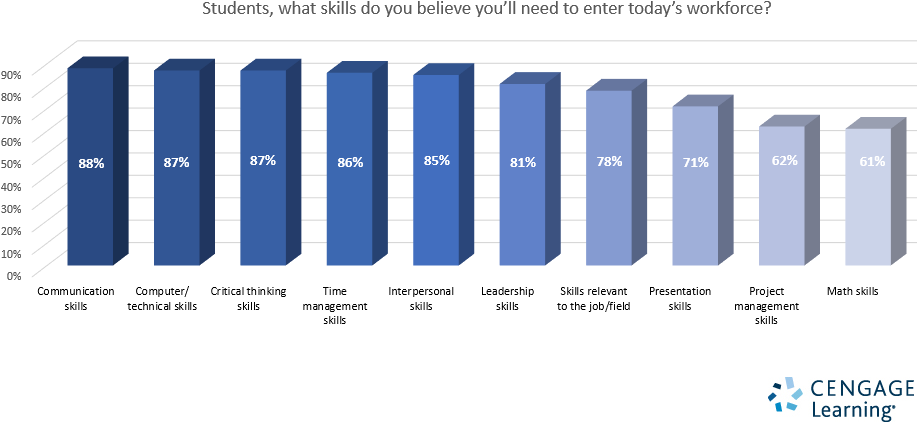 Students, what skills do you believe you'll need to enter today's workforce?
90%
80%
70%
60%
50%
40%
30%
20%
10%
0%
88%
87%
87%
86%
85%
81%
78%
71%
62%
61%
Communication
skills
Computer/
technical skills
Critical thinking
skills
Time
management
skills
Interpersonal
skills
Leadership
skills
Skills relevant
to the job/field
Presentation
skills
Project
management
skills
Math skills
CENGAGE
Learning®